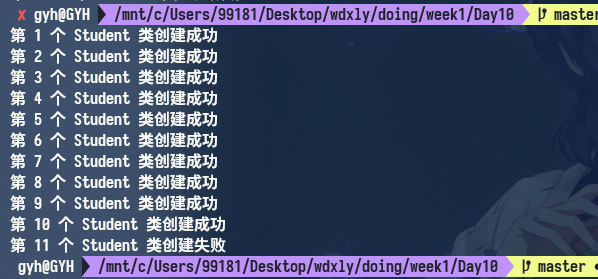 ✘ gyh@GYH /mnt/c/Users/99181/Desktop/wdxly/doing/week1/Day10 master
第 1 个 Student 类创建成功
第 2 个 Student 类创建成功
第 3 个 Student 类创建成功
第 4 个 Student 类创建成功
第 5 个 Student 类创建成功
第 6 个 Student 类创建成功
第 7 个 Student 类创建成功
第 8 个 Student 类创建成功
第 9 个 Student 类创建成功
第 10 个 Student 类创建成功
第 11 个 Student 类创建失败
gyh@GYH /mnt/c/Users/99181/Desktop/wdxly/doing/week1/Day10 master